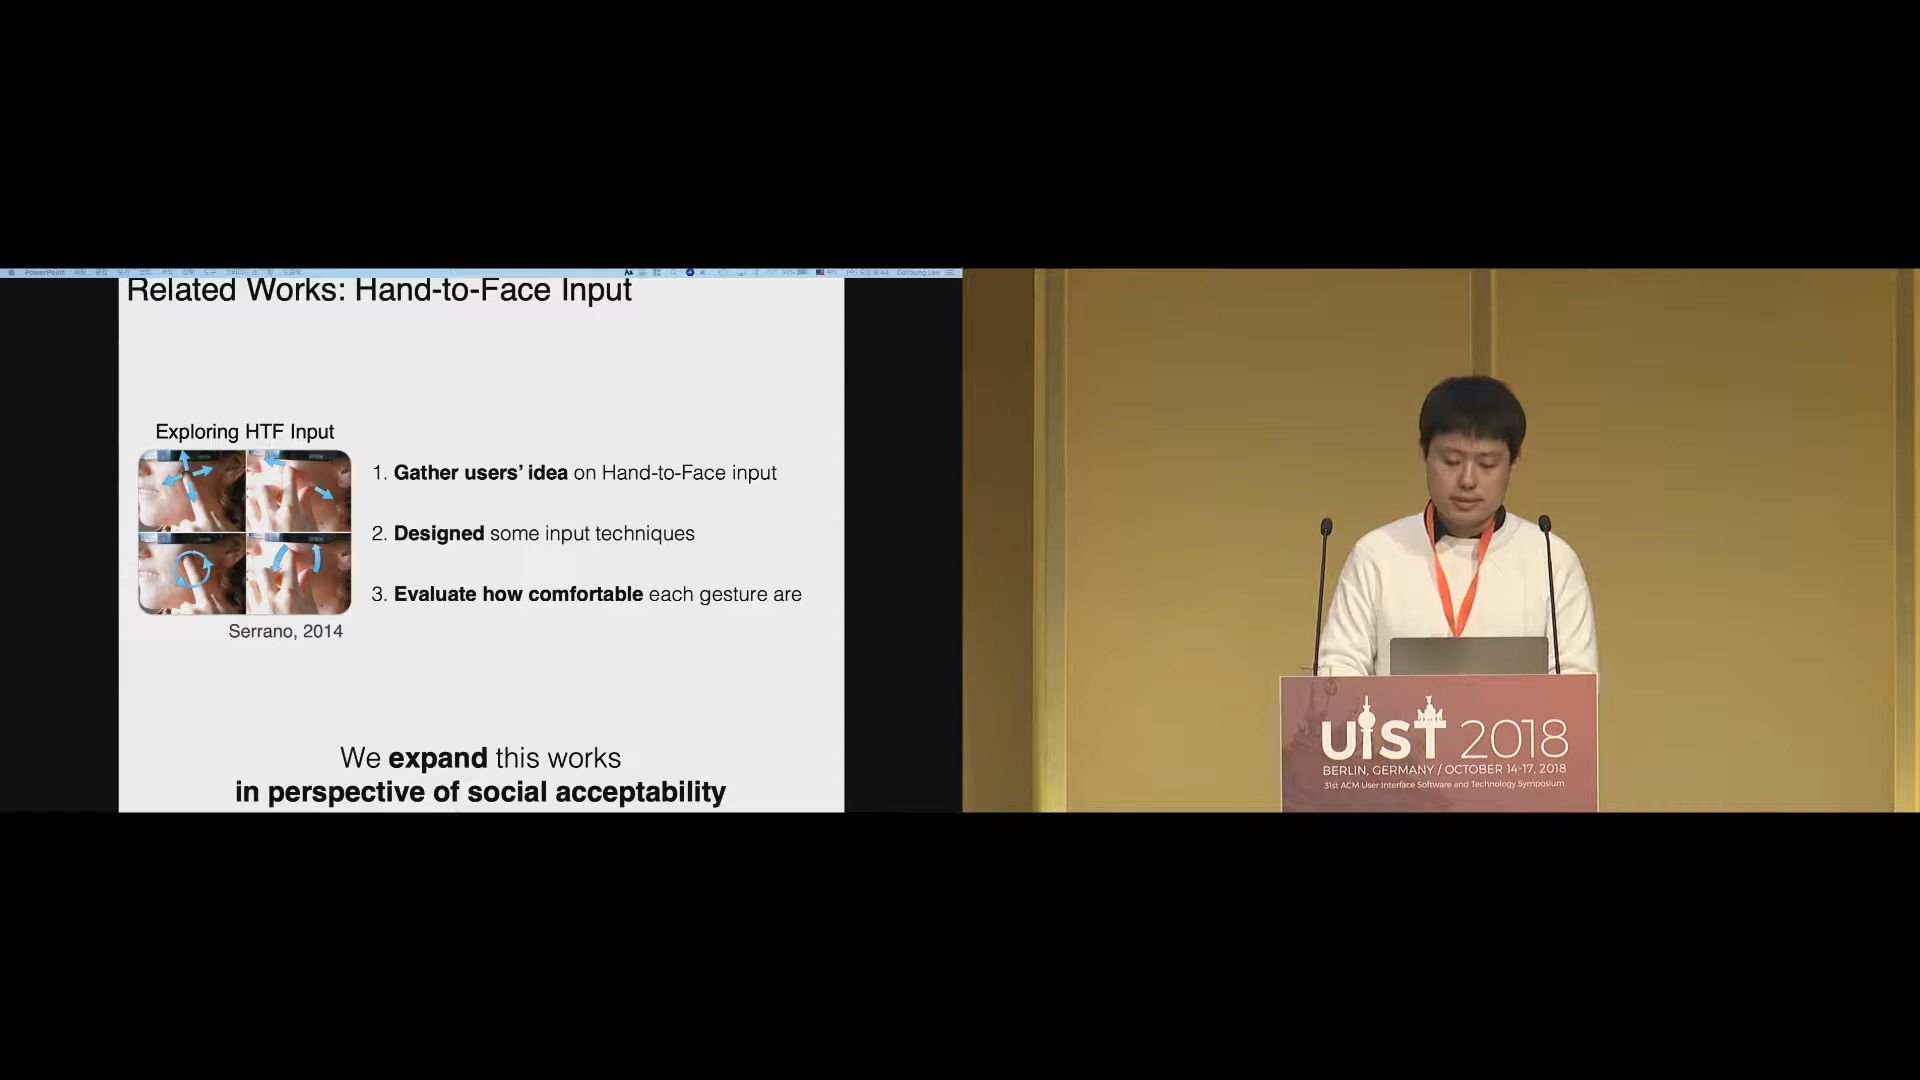 PowerPoint
DoYoung Lee
Related Works: Hand-to-Face Input
Exploring HTF Input
Serrano, 2014
1. Gather users’ idea on Hand-to-Face input
2. Designed some input techniques
3. Evaluate how comfortable each gesture are
We expand this works
in perspective of social acceptability
UIST 2018
BERLIN, GERMANY / OCTOBER 14-17, 2018
31st ACM User Interface Software and Technology Symposium